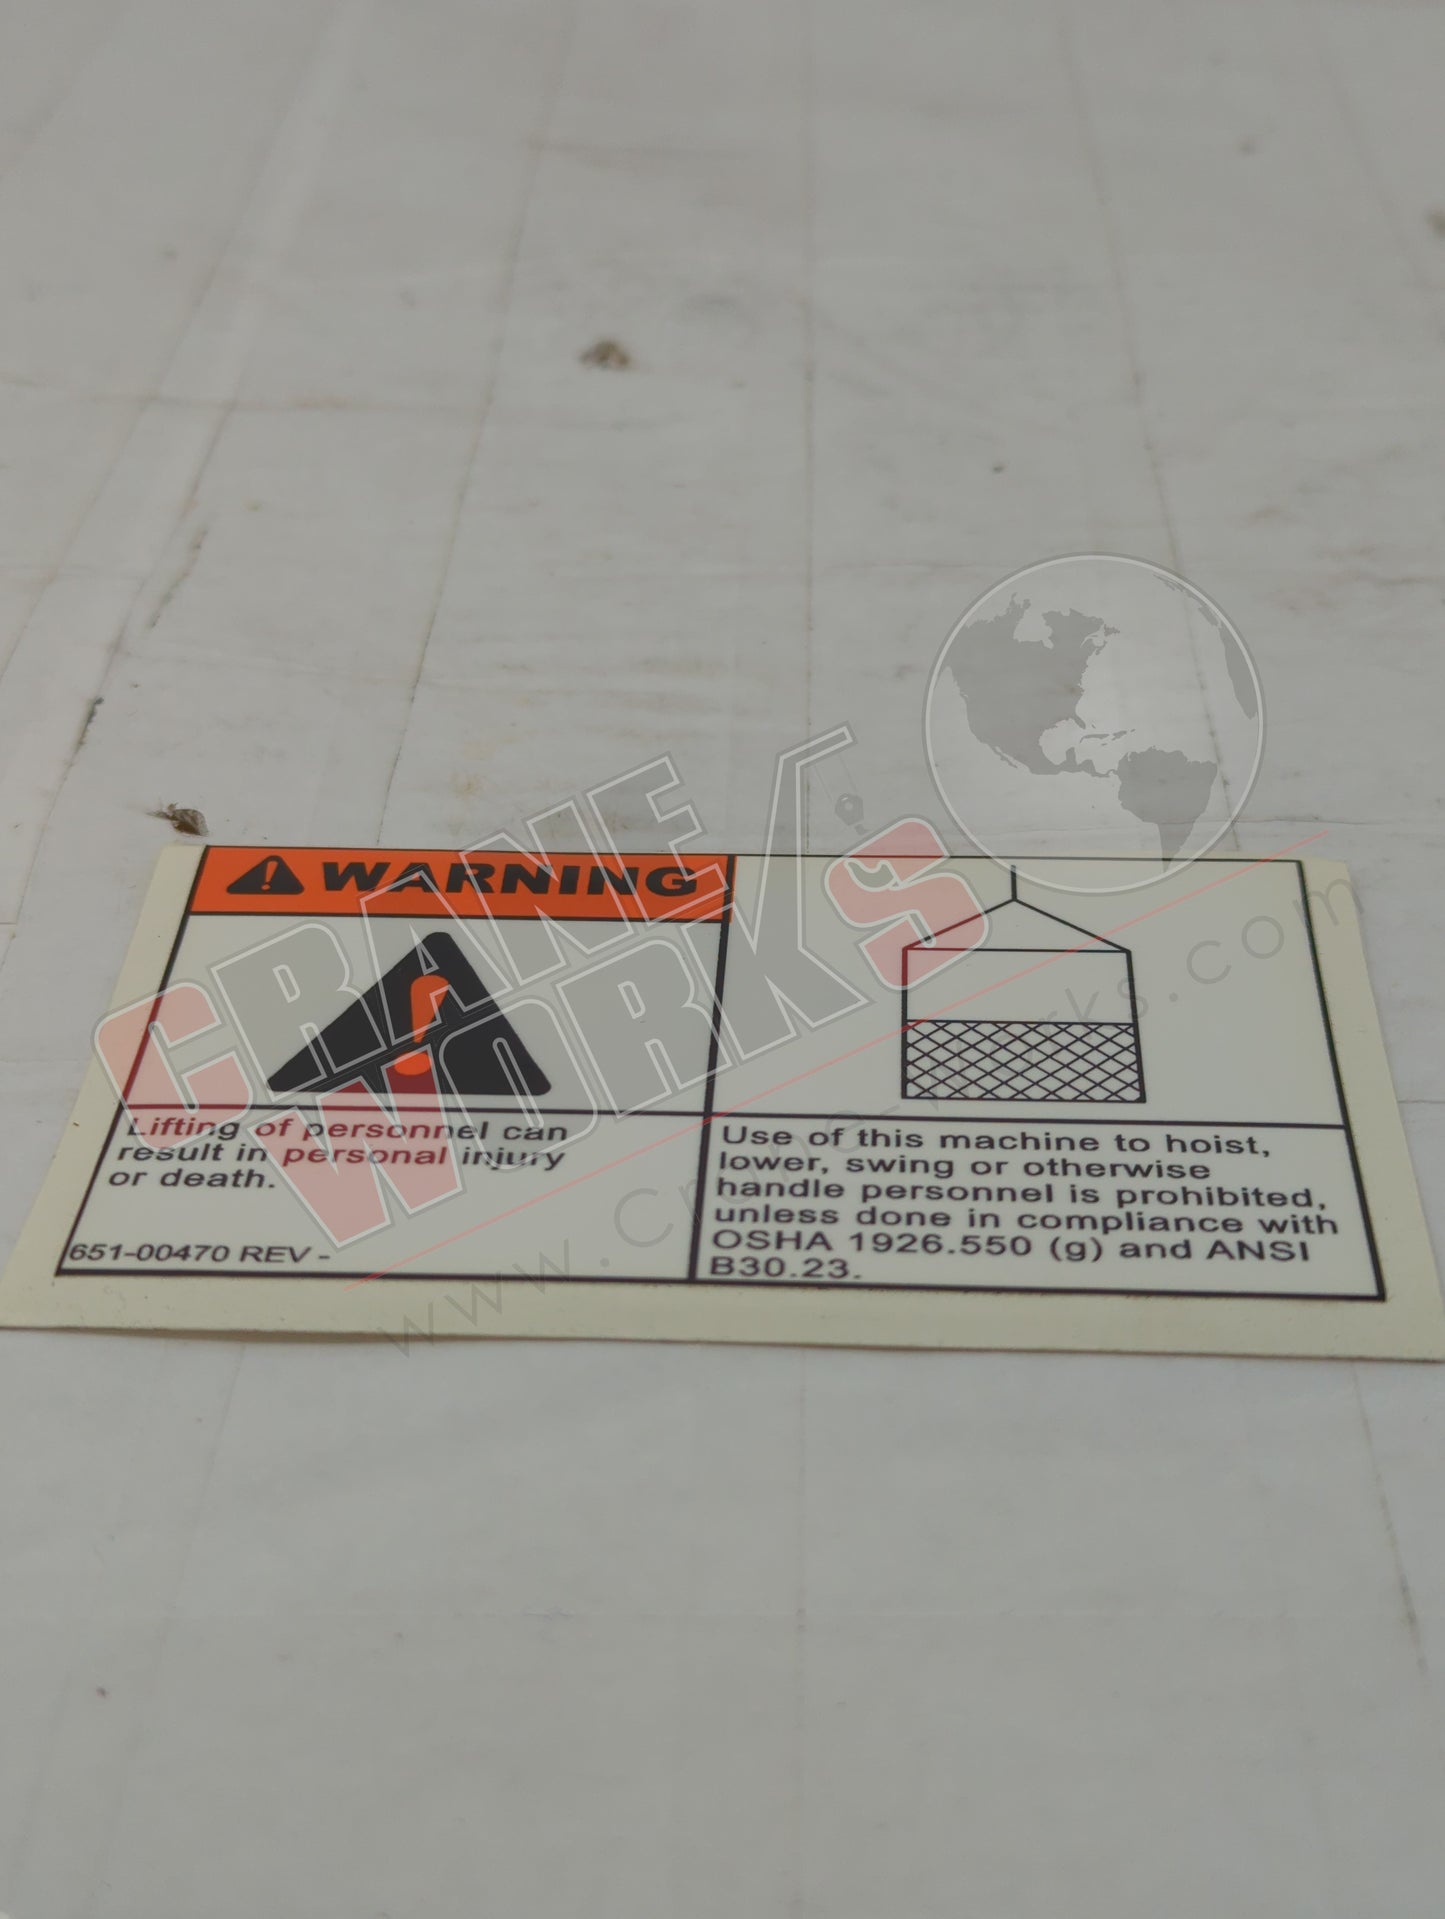 WARNING
Lifting of personnel can
result in personal injury
or death.
651-00470 REV -
Use of this machine to hoist,
lower, swing or otherwise
handle personnel is prohibited,
unless done in compliance with
OSHA 1926.550 (g) and ANSI
B30.23.
CRANE
WORKS
www.crane-works.com